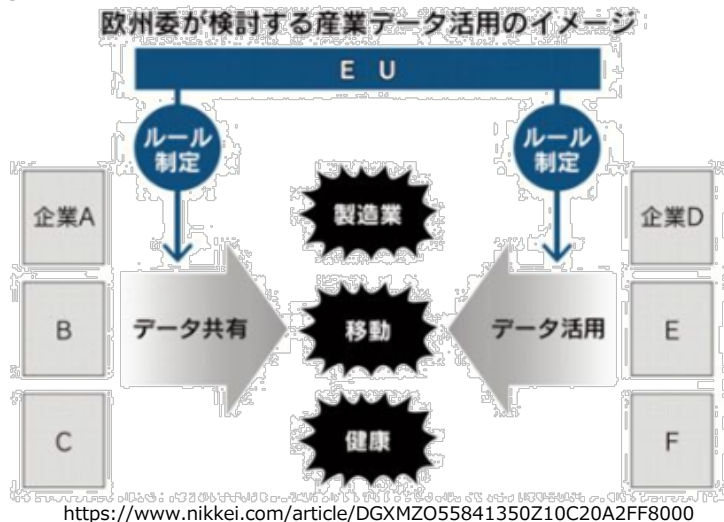 欧州委が検討する産業データ活用のイメージ
E U
ルール
制定
ルール
制定
企業A
製造業
企業D
B
データ共有
移動
データ活用
E
C
健康
F
https://www.nikkei.com/article/DGXMZO55841350Z10C20A2FF8000